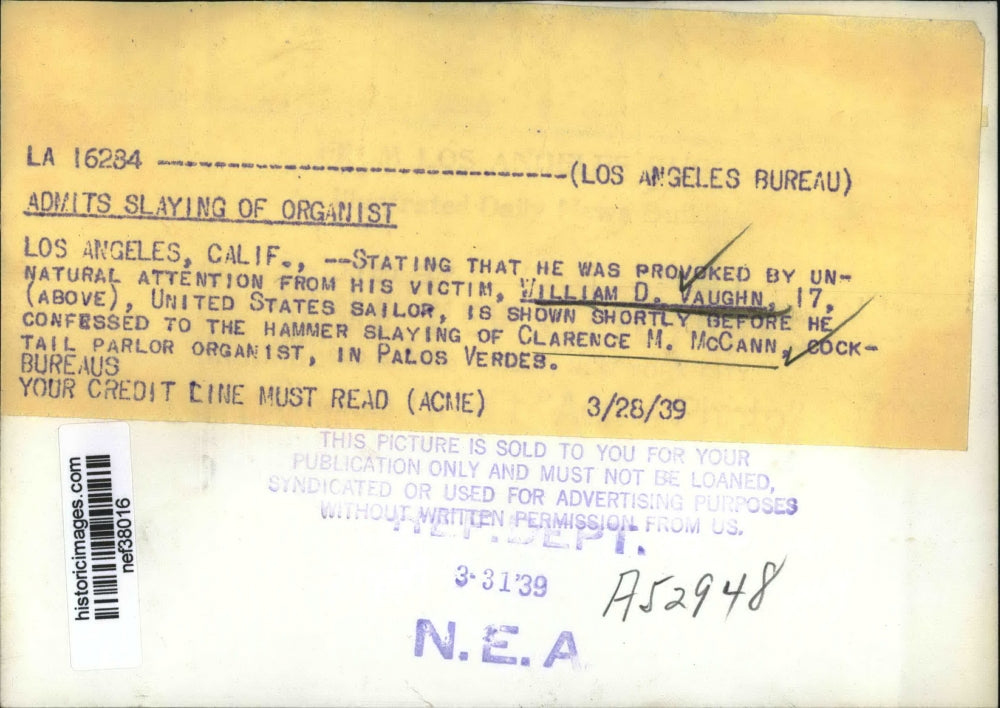 LA 16284 ------------------------------------(LOS ANGELES BUREAU)
ADMITS SLAYING OF ORGANIST
LOS ANGELES, CALIF., --STATING THAT HE WAS PROVOKED BY UN-
NATURAL ATTENTION FROM HIS VICTIM, WILLIAM D. VAUGHN, 17,
(ABOVE), UNITED STATES SAILOR, IS SHOWN SHORTLY BEFORE HE
CONFESSED TO THE HAMMER SLAYING OF CLARENCE M. McCANN, COCK-
TAIL PARLOR ORGANIST, IN PALOS VERDES.
BUREAUS
YOUR CREDIT LINE MUST READ (ACME) 3/28/39
THIS PICTURE IS SOLD TO YOU FOR YOUR
PUBLICATION ONLY AND MUST NOT BE LOANED,
SYNDICATED OR USED FOR ADVERTISING PURPOSES
WITHOUT WRITTEN PERMISSION FROM US.
REF. DEPT.
3-31'39
A52948
N.E.A
historicimages.com
nef38016